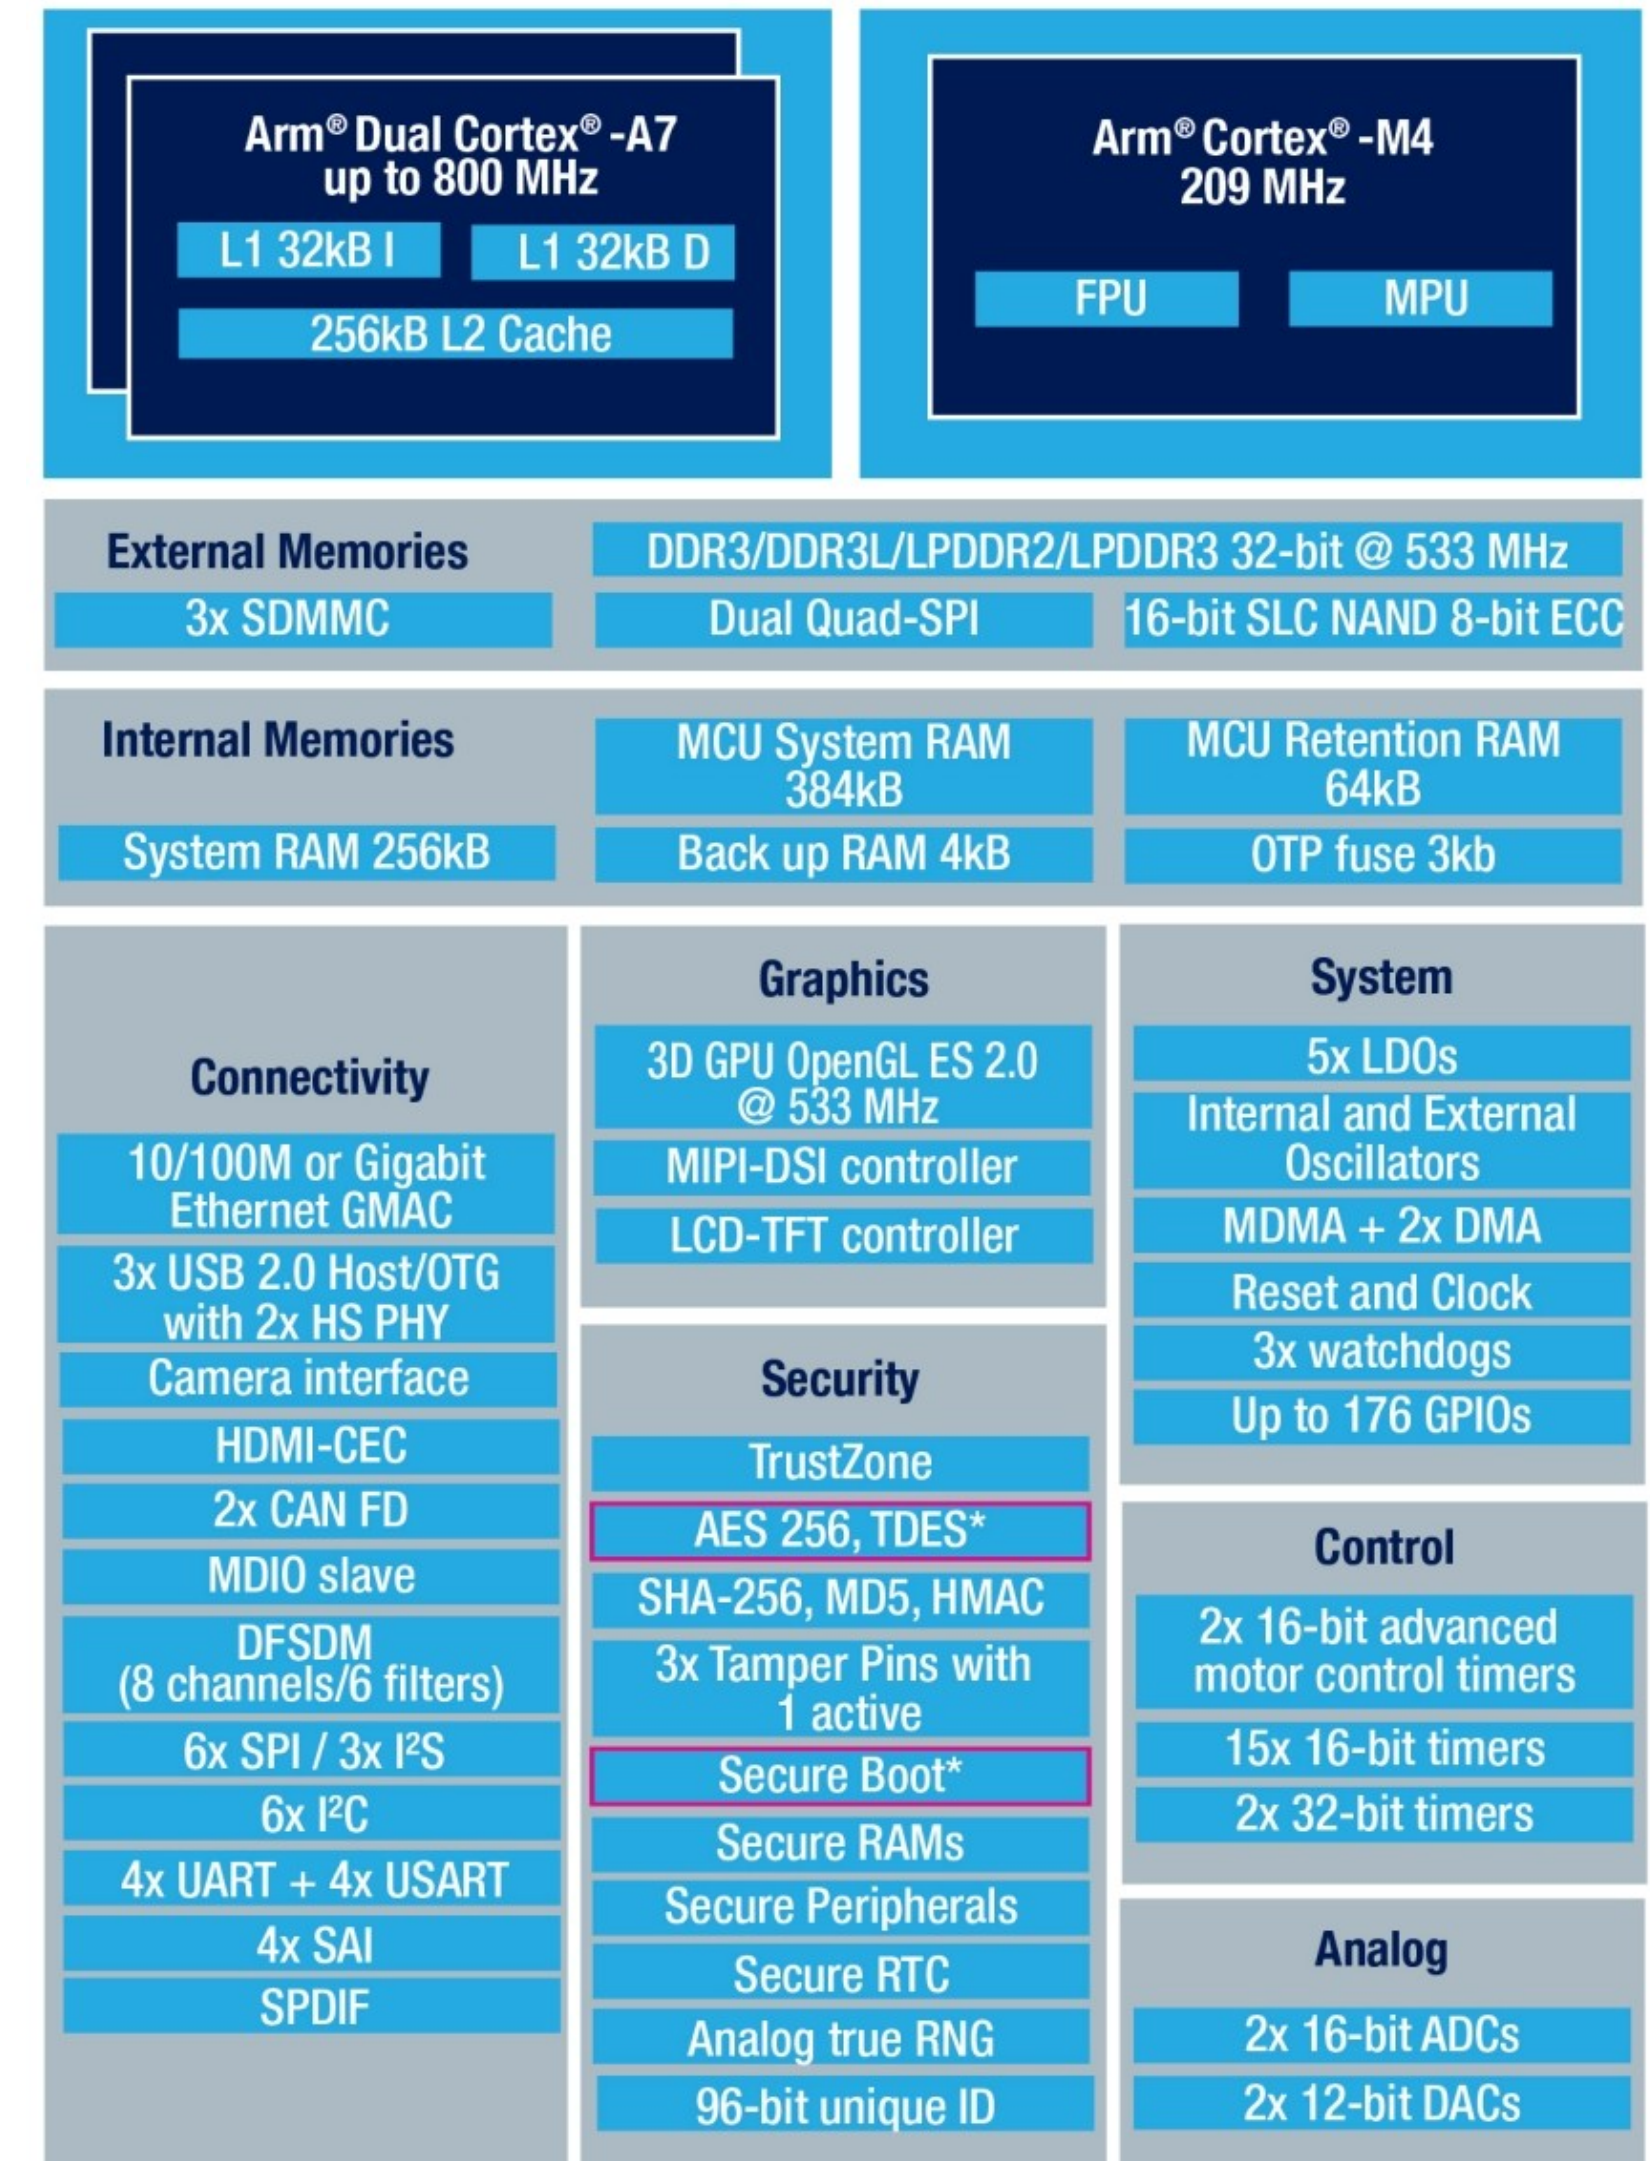 Arm® Dual Cortex® -A7
up to 800 MHz
L1 32kB I
L1 32kB D
256kB L2 Cache
Arm® Cortex® -M4
209 MHz
FPU
MPU
External Memories
DDR3/DDR3L/LPDDR2/LPDDR3 32-bit @ 533 MHz
3x SDMMC
Dual Quad-SPI
16-bit SLC NAND 8-bit ECC
Internal Memories
MCU System RAM
384kB
MCU Retention RAM
64kB
System RAM 256kB
Back up RAM 4kB
OTP fuse 3kb
Connectivity
10/100M or Gigabit
Ethernet GMAC
3x USB 2.0 Host/OTG
with 2x HS PHY
Camera interface
HDMI-CEC
2x CAN FD
MDIO slave
DFSDM
(8 channels/6 filters)
6x SPI / 3x I²S
6x I²C
4x UART + 4x USART
4x SAI
SPDIF
Graphics
3D GPU OpenGL ES 2.0
@ 533 MHz
MIPI-DSI controller
LCD-TFT controller
Security
TrustZone
AES 256, TDES*
SHA-256, MD5, HMAC
3x Tamper Pins with
1 active
Secure Boot*
Secure RAMs
Secure Peripherals
Secure RTC
Analog true RNG
96-bit unique ID
System
5x LDOs
Internal and External
Oscillators
MDMA + 2x DMA
Reset and Clock
3x watchdogs
Up to 176 GPIOs
Control
2x 16-bit advanced
motor control timers
15x 16-bit timers
2x 32-bit timers
Analog
2x 16-bit ADCs
2x 12-bit DACs